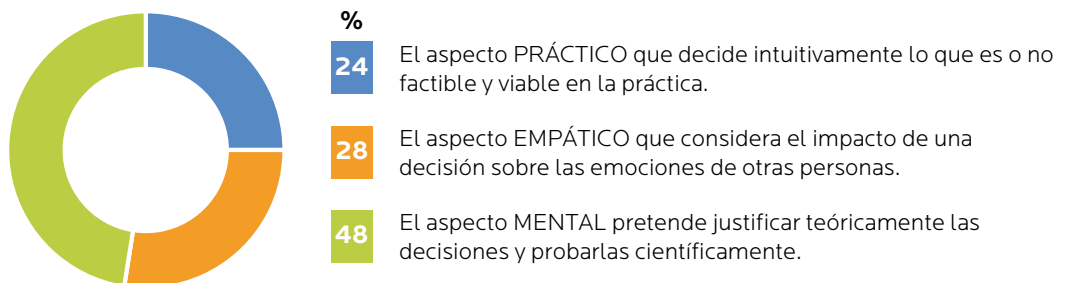 %
24
El aspecto PRÁCTICO que decide intuitivamente lo que es o no
factible y viable en la práctica.
28
El aspecto EMPÁTICO que considera el impacto de una
decisión sobre las emociones de otras personas.
48
El aspecto MENTAL pretende justificar teóricamente las
decisiones y probarlas científicamente.